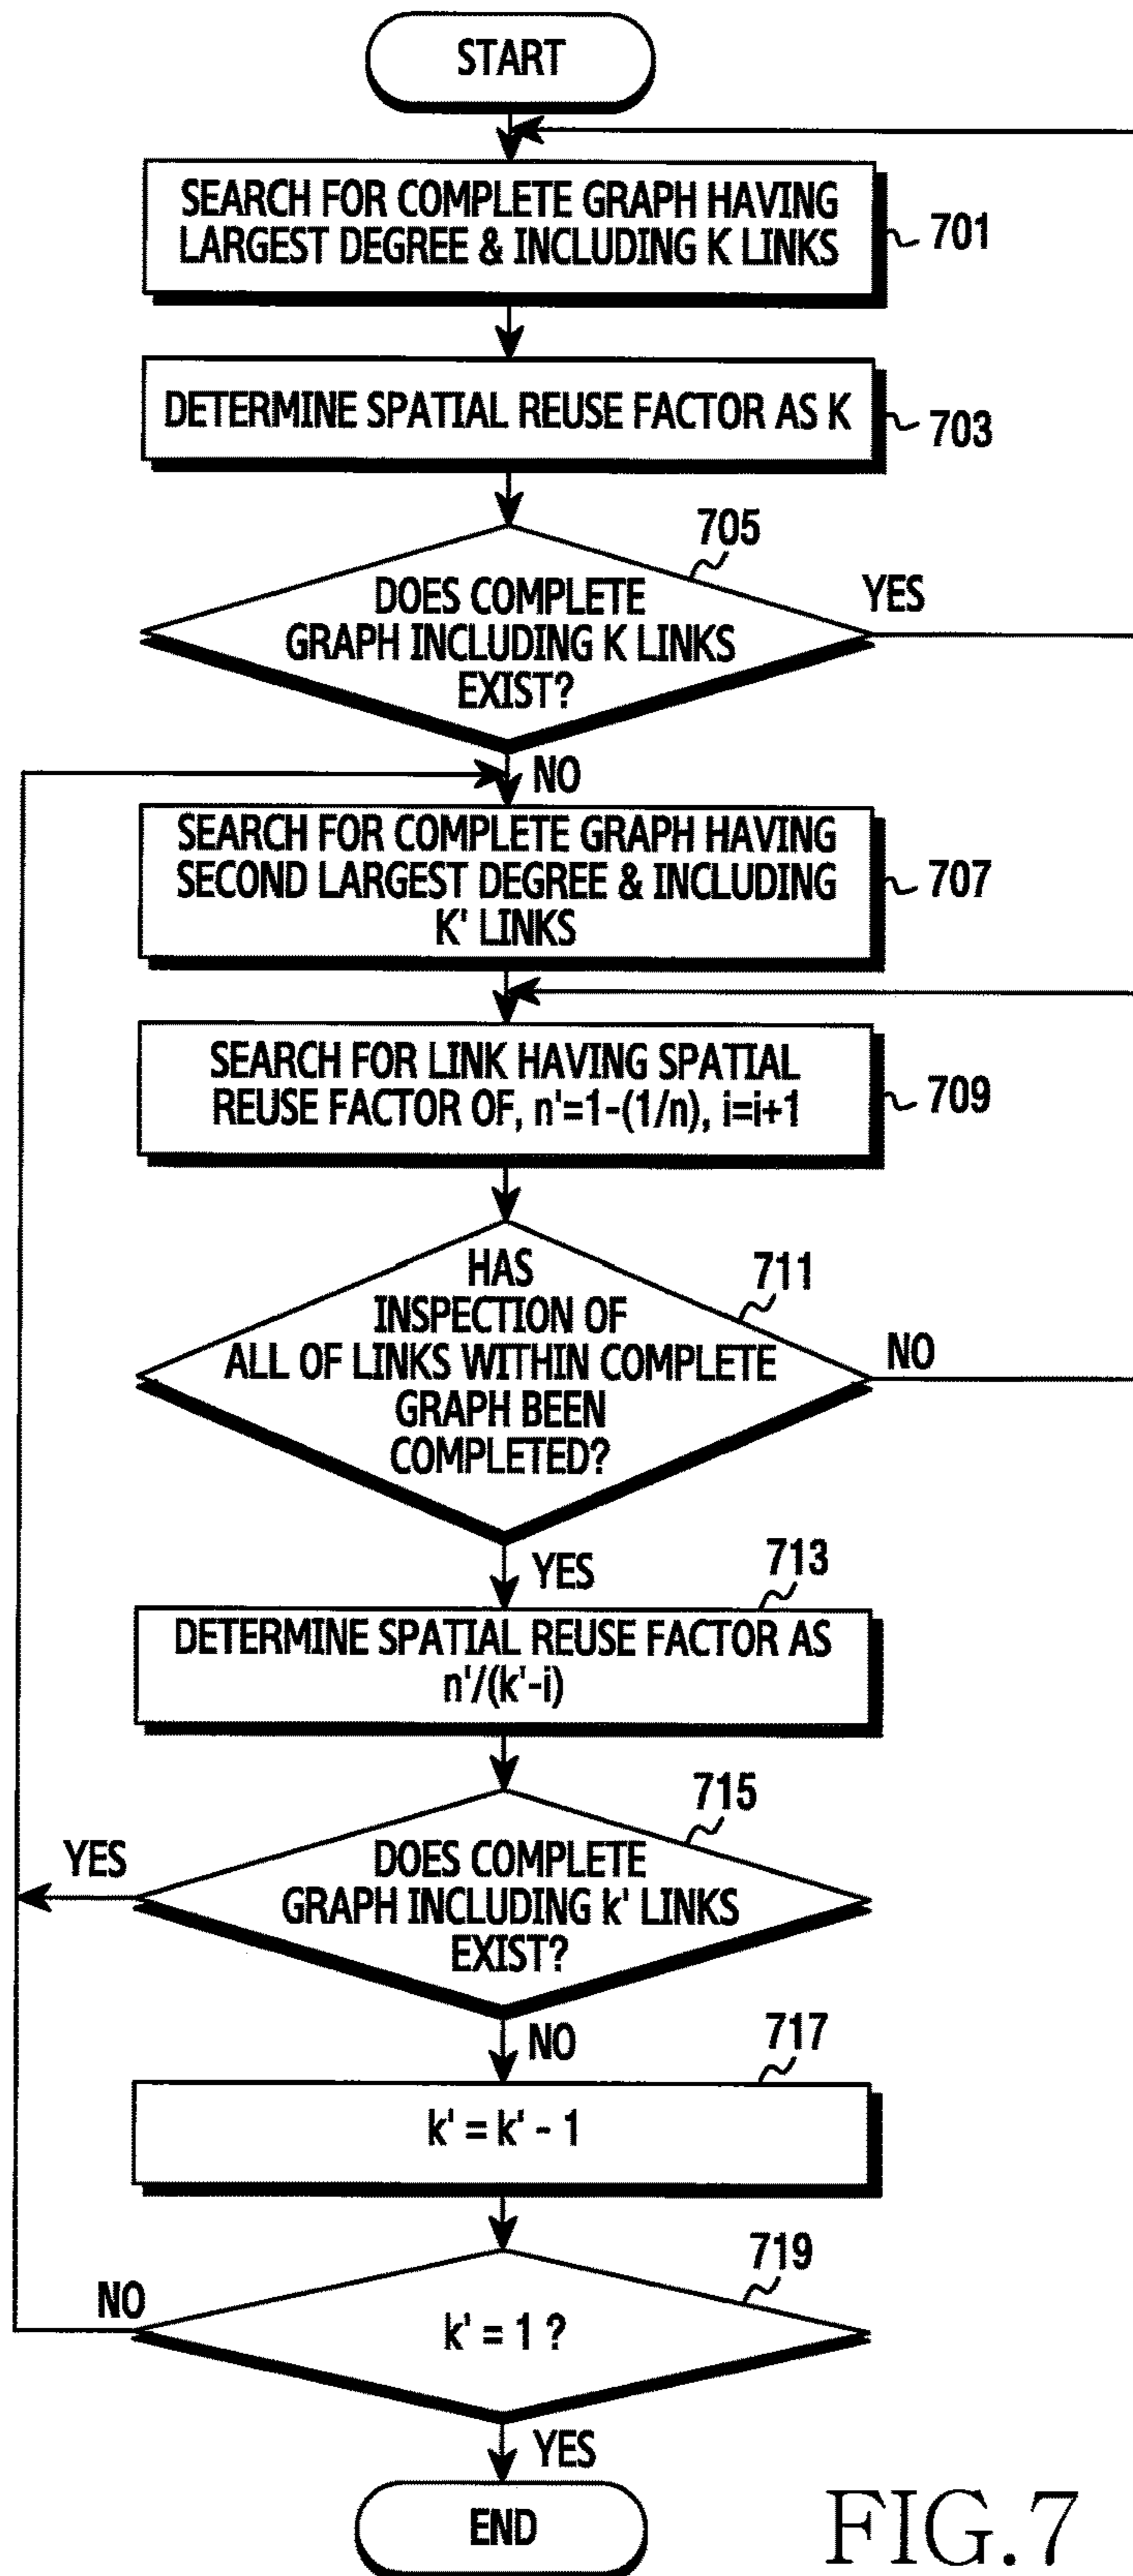 START
SEARCH FOR COMPLETE GRAPH HAVING
LARGEST DEGREE & INCLUDING K LINKS
701
DETERMINE SPATIAL REUSE FACTOR AS K
703
705
DOES COMPLETE
GRAPH INCLUDING K LINKS
EXIST?
YES
NO
SEARCH FOR COMPLETE GRAPH HAVING
SECOND LARGEST DEGREE & INCLUDING
K' LINKS
707
SEARCH FOR LINK HAVING SPATIAL
REUSE FACTOR OF, n'=1-(1/n), i=i+1
709
HAS
INSPECTION OF
ALL OF LINKS WITHIN COMPLETE
GRAPH BEEN
COMPLETED?
711
NO
YES
713
DETERMINE SPATIAL REUSE FACTOR AS
n'/(k'-i)
715
YES
DOES COMPLETE
GRAPH INCLUDING k' LINKS
EXIST?
NO
717
k' = k' - 1
719
NO
k' = 1 ?
YES
END
FIG.7